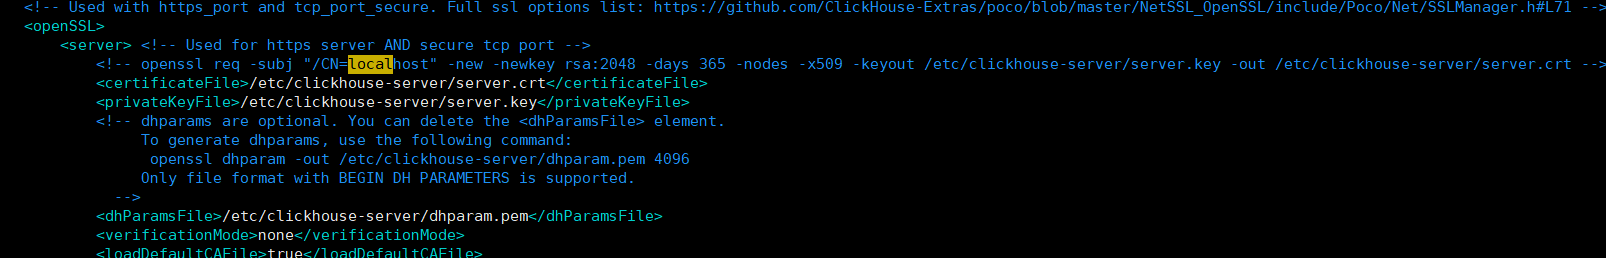 <!-- Used with https_port and tcp_port_secure. Full ssl options list: https://github.com/ClickHouse-Extras/poco/blob/master/NetSSL_OpenSSL/include/Poco/Net/SSLManager.h#L71 -->
<openSSL>
<server> <!-- Used for https server AND secure tcp port -->
<!-- openssl req -subj "/CN=localhost" -new -newkey rsa:2048 -days 365 -nodes -x509 -keyout /etc/clickhouse-server/server.key -out /etc/clickhouse-server/server.crt -->
<certificateFile>/etc/clickhouse-server/server.crt</certificateFile>
<privateKeyFile>/etc/clickhouse-server/server.key</privateKeyFile>
<!-- dhparams are optional. You can delete the <dhParamsFile> element.
To generate dhparams, use the following command:
openssl dhparam -out /etc/clickhouse-server/dhparam.pem 4096
Only file format with BEGIN DH PARAMETERS is supported.
-->
<dhParamsFile>/etc/clickhouse-server/dhparam.pem</dhParamsFile>
<verificationMode>none</verificationMode>
<loadDefaultCAFile>true</loadDefaultCAFile>